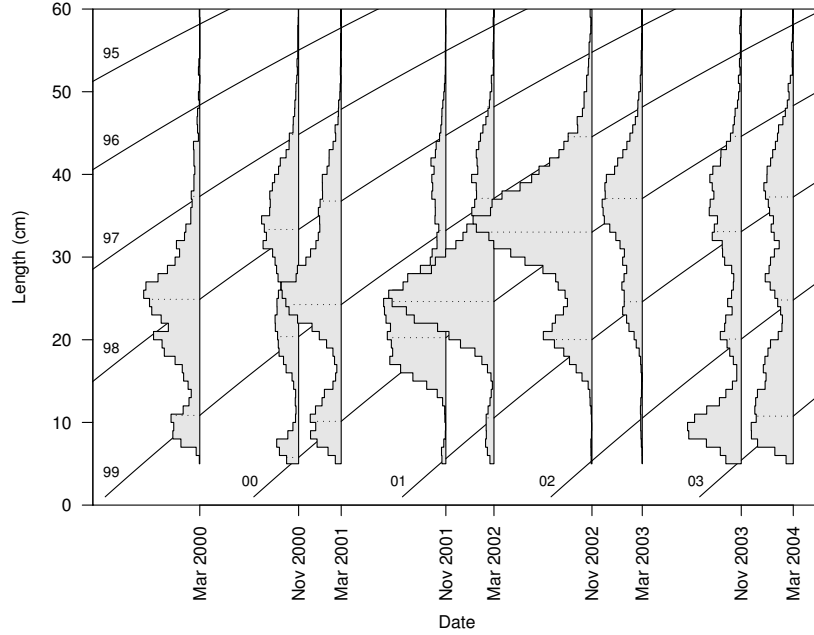 60
50
40
30
20
10
0
Length (cm)
95
96
97
98
99
00
01
02
03
Mar 2000
Nov 2000
Mar 2001
Nov 2001
Mar 2002
Nov 2002
Mar 2003
Nov 2003
Mar 2004
Date